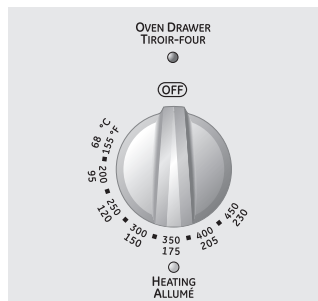 OVEN DRAWER
TIROIR-FOUR
OFF
68 °C
155 °F
200
95
250
120
300
150
350
175
400
205
450
230
HEATING
ALLUMÉ